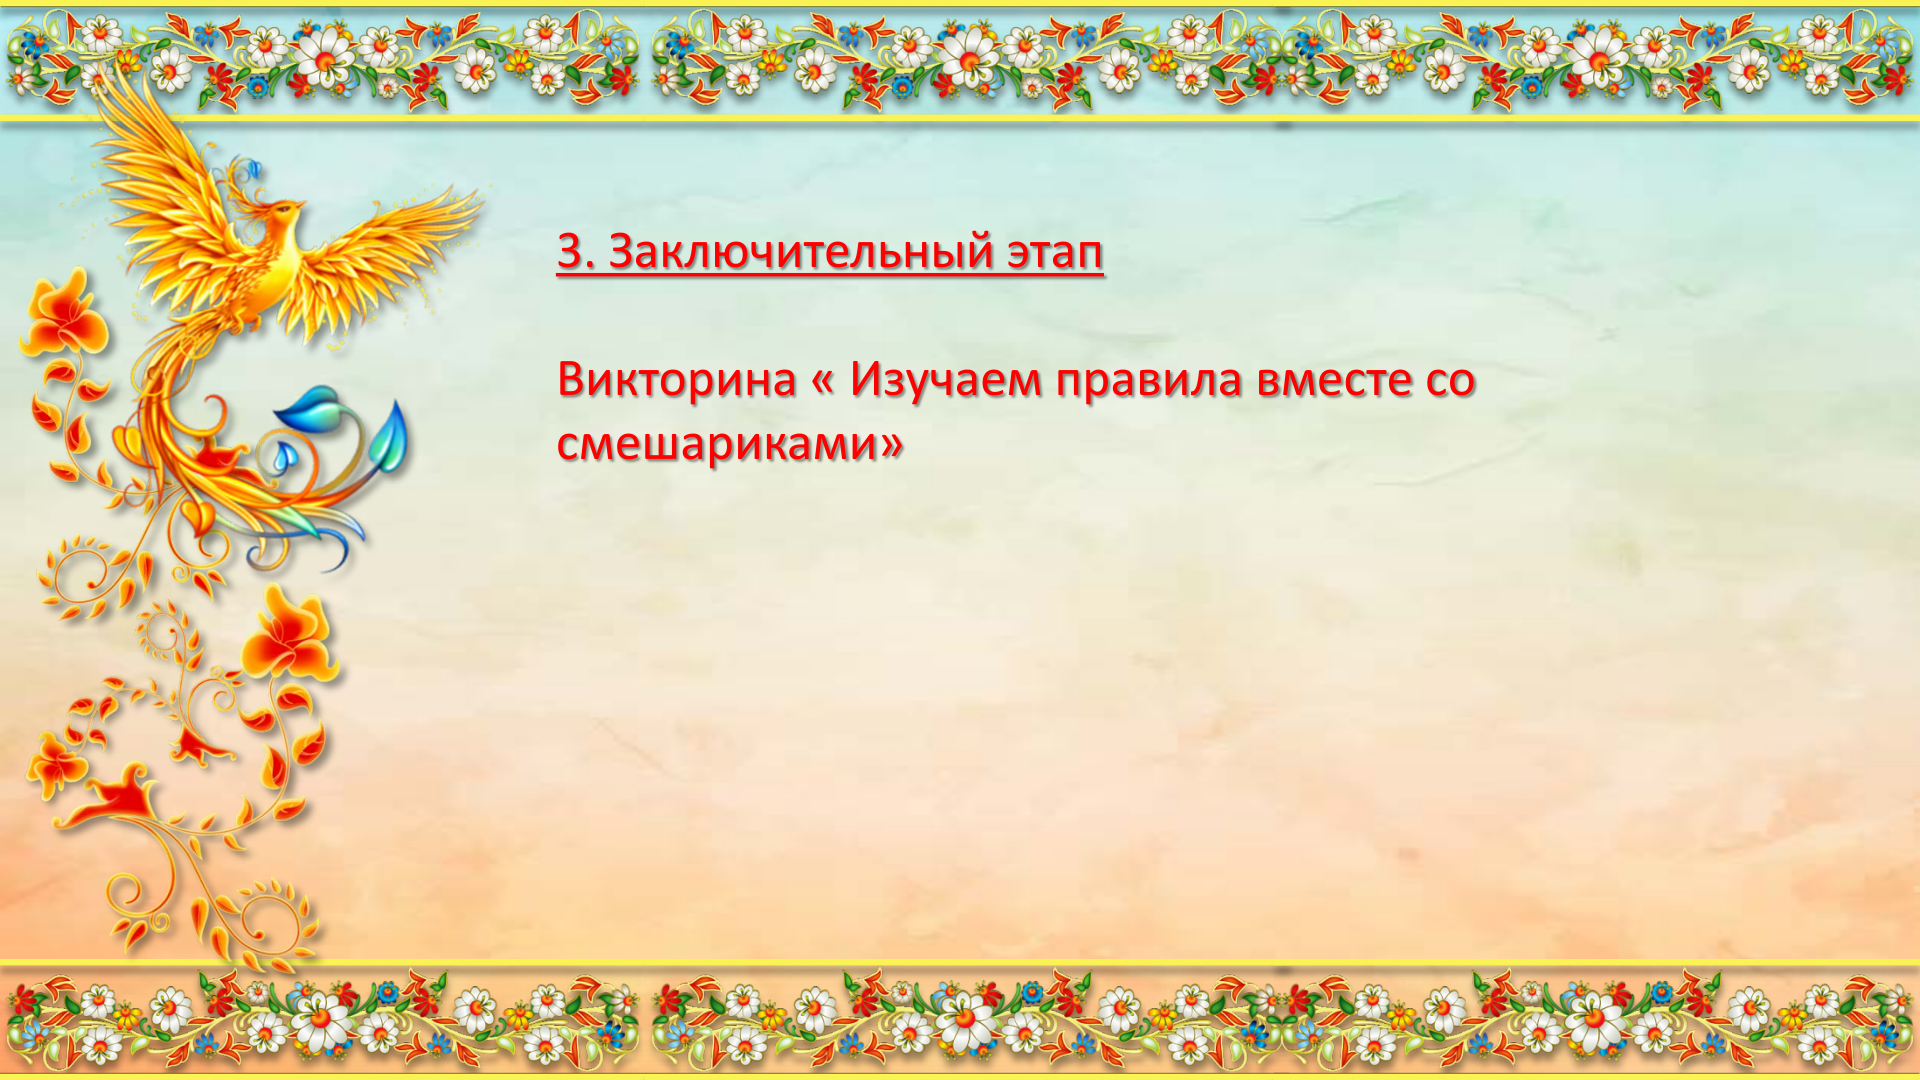 3. Заключительный этап
Викторина « Изучаем правила вместе со
смешариками»